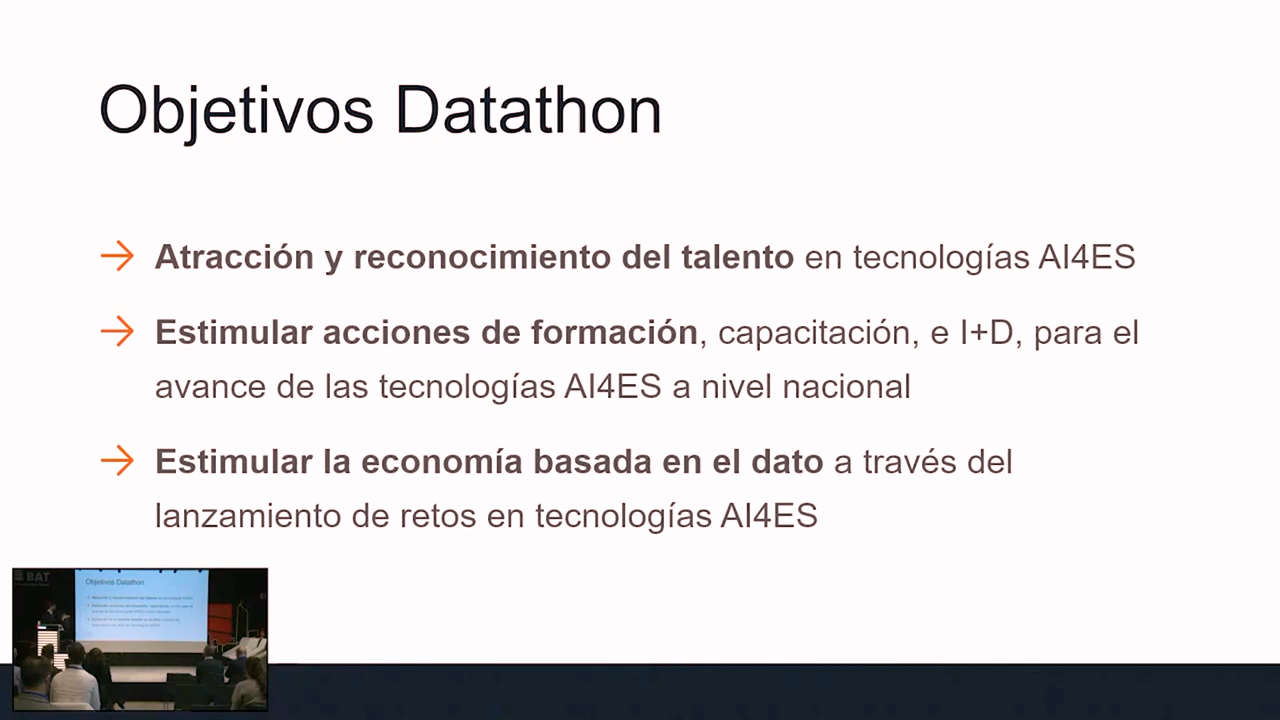 Objetivos Datathon
→ Atracción y reconocimiento del talento en tecnologías AI4ES
→ Estimular acciones de formación, capacitación, e I+D, para el
avance de las tecnologías AI4ES a nivel nacional
→ Estimular la economía basada en el dato a través del
lanzamiento de retos en tecnologías AI4ES
BAT
Objetivos Datathon